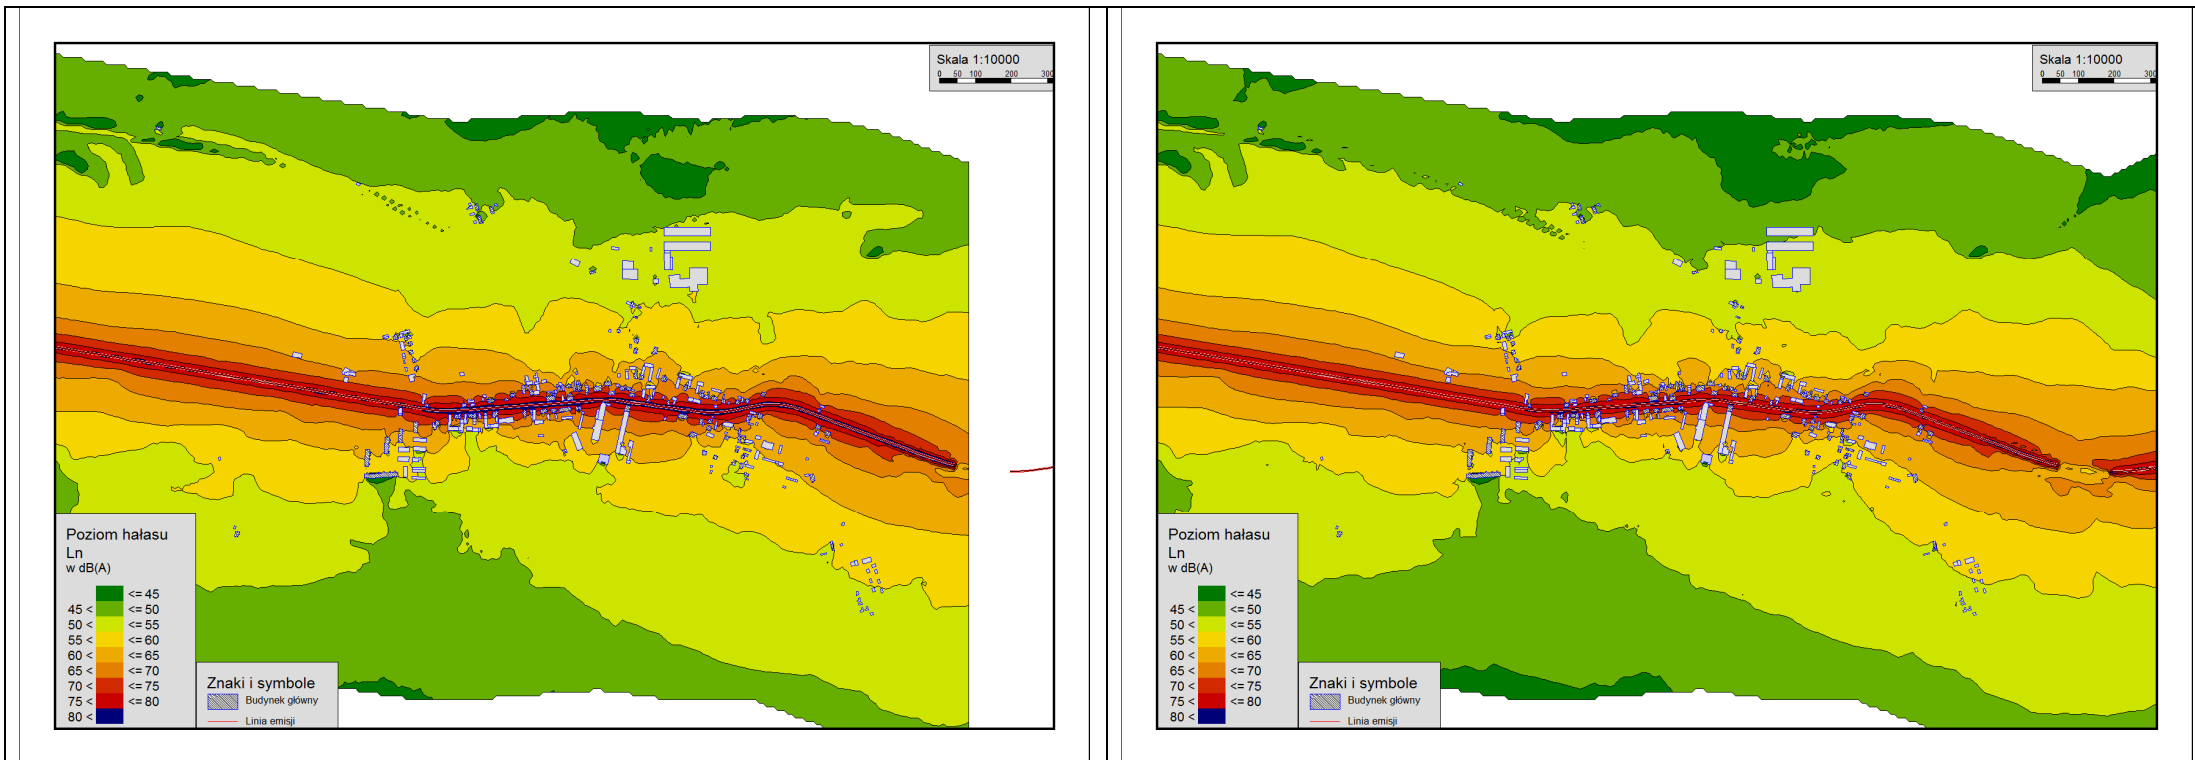 Skala 1:10000
0 50 100 200 300
Poziom hałasu
Ln
w dB(A)
<= 45
45 < <= 50
50 < <= 55
55 < <= 60
60 < <= 65
65 < <= 70
70 < <= 75
75 < <= 80
80 <
Znaki i symbole
Budynek główny
Linia emisji
Skala 1:10000
0 50 100 200 300
Poziom hałasu
Ln
w dB(A)
<= 45
45 < <= 50
50 < <= 55
55 < <= 60
60 < <= 65
65 < <= 70
70 < <= 75
75 < <= 80
80 <
Znaki i symbole
Budynek główny
Linia emisji